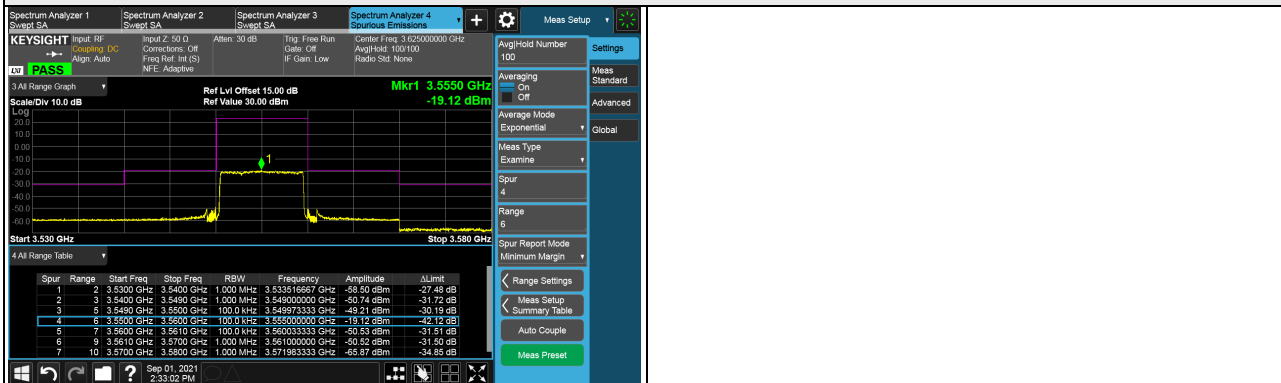 Spectrum Analyzer 1
Swept SA
Spectrum Analyzer 2
Swept SA
Spectrum Analyzer 3
Swept SA
Spectrum Analyzer 4
Spurious Emissions
Meas Setup
KEYSIGHT
Input: RF
Coupling: DC
Align: Auto
Input Z: 50 Ω
Corrections: Off
Freq Ref: Int (S)
NFE: Adaptive
Atten: 30 dB
Trig: Free Run
Gate: Off
IF Gain: Low
Center Freq: 3.625000000 GHz
Avg|Hold: 100/100
Radio Std: None
LXI PASS
3 All Range Graph
Scale/Div 10.0 dB
Ref Lvl Offset 15.00 dB
Ref Value 30.00 dBm
Mkr1 3.5550 GHz
-19.12 dBm
Log
20.0
10.0
0.00
-10.0
-20.0
-30.0
-40.0
-50.0
-60.0
1
Start 3.530 GHz
Stop 3.580 GHz
4 All Range Table
Spur Range Start Freq Stop Freq RBW Frequency Amplitude ΔLimit
1 2 3.5300 GHz 3.5400 GHz 1.000 MHz 3.533516667 GHz -58.50 dBm -27.48 dB
2 3 3.5400 GHz 3.5490 GHz 1.000 MHz 3.549000000 GHz -50.74 dBm -31.72 dB
3 5 3.5490 GHz 3.5500 GHz 100.0 kHz 3.549973333 GHz -49.21 dBm -30.19 dB
4 6 3.5500 GHz 3.5600 GHz 100.0 kHz 3.555000000 GHz -19.12 dBm -42.12 dB
5 7 3.5600 GHz 3.5610 GHz 100.0 kHz 3.560033333 GHz -50.53 dBm -31.51 dB
6 9 3.5610 GHz 3.5700 GHz 1.000 MHz 3.561000000 GHz -50.52 dBm -31.50 dB
7 10 3.5700 GHz 3.5800 GHz 1.000 MHz 3.571983333 GHz -65.87 dBm -34.85 dB
Avg|Hold Number
100
Averaging
On
Off
Average Mode
Exponential
Meas Type
Examine
Spur
4
Range
6
Spur Report Mode
Minimum Margin
Range Settings
Meas Setup
Summary Table
Auto Couple
Meas Preset
Settings
Meas
Standard
Advanced
Global
?
Sep 01, 2021
2:33:02 PM